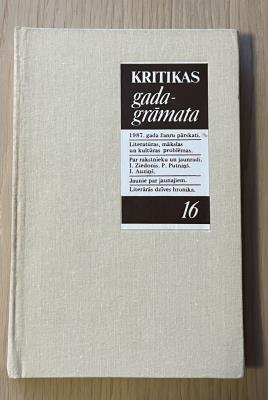 KRITIKAS
gada-
grāmata
1987. gada žanru pārskati.
Literatūras, mākslas
un kultūras problēmas.
Par rakstnieku un jaunradi.
I. Ziedonis. P. Putniņš.
I. Auziņš.
Jaunie par jaunajiem.
Literārās dzīves hronika.
16